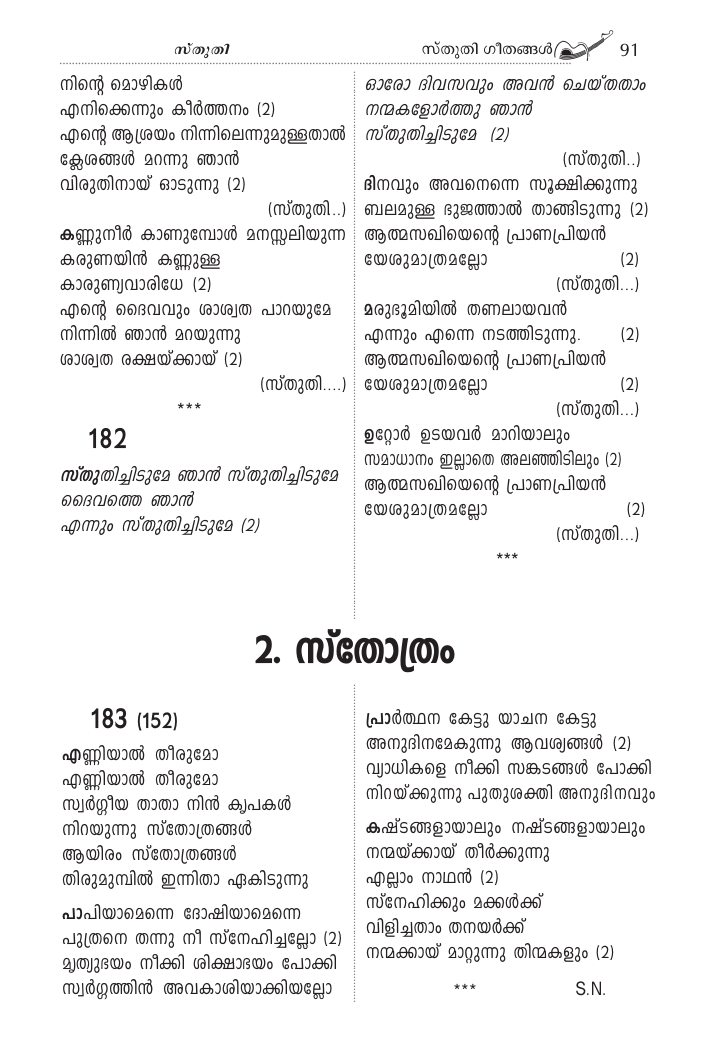 സ്തുതി
സ്തുതി ഗീതങ്ങൾ 91
നിന്റെ മൊഴികൾ
എനിക്കെന്നും കീർത്തനം (2)
എന്റെ ആശ്രയം നിന്നിലെന്നുമുള്ളതാൽ
ക്ലേശങ്ങൾ മറന്നു ഞാൻ
വിരുതിനായ് ഓടുന്നു (2)
(സ്തുതി..)
കണ്ണുനീർ കാണുമ്പോൾ മനസ്സലിയുന്ന
കരുണയിൻ കണ്ണുള്ള
കാരുണ്യവാരിധേ (2)
എന്റെ ദൈവവും ശാശ്വത പാറയുമേ
നിന്നിൽ ഞാൻ മറയുന്നു
ശാശ്വത രക്ഷയ്ക്കായ് (2)
(സ്തുതി....)
***
182
സ്തുതിച്ചിടുമേ ഞാൻ സ്തുതിച്ചിടുമേ
ദൈവത്തെ ഞാൻ
എന്നും സ്തുതിച്ചിടുമേ (2)
ഓരോ ദിവസവും അവൻ ചെയ്തതാം
നന്മകളോർത്തു ഞാൻ
സ്തുതിച്ചിടുമേ (2)
(സ്തുതി..)
ദിനവും അവനെന്നെ സൂക്ഷിക്കുന്നു
ബലമുള്ള ഭുജത്താൽ താങ്ങിടുന്നു (2)
ആത്മസഖിയെന്റെ പ്രാണപ്രിയൻ
യേശുമാത്രമല്ലോ (2)
(സ്തുതി...)
മരുഭൂമിയിൽ തണലായവൻ
എന്നും എന്നെ നടത്തിടുന്നു. (2)
ആത്മസഖിയെന്റെ പ്രാണപ്രിയൻ
യേശുമാത്രമല്ലോ (2)
(സ്തുതി...)
ഉറ്റോർ ഉടയവർ മാറിയാലും
സമാധാനം ഇല്ലാതെ അലഞ്ഞിടിലും (2)
ആത്മസഖിയെന്റെ പ്രാണപ്രിയൻ
യേശുമാത്രമല്ലോ (2)
(സ്തുതി...)
***
2. സ്തോത്രം
183 (152)
എണ്ണിയാൽ തീരുമോ
എണ്ണിയാൽ തീരുമോ
സ്വർഗ്ഗീയ താതാ നിൻ കൃപകൾ
നിറയുന്നു സ്തോത്രങ്ങൾ
ആയിരം സ്തോത്രങ്ങൾ
തിരുമുമ്പിൽ ഇന്നിതാ ഏകിടുന്നു
പാപിയാമെന്നെ ദോഷിയാമെന്നെ
പുത്രനെ തന്നു നീ സ്നേഹിച്ചല്ലോ (2)
മൃത്യുഭയം നീക്കി ശിക്ഷാഭയം പോക്കി
സ്വർഗ്ഗത്തിൻ അവകാശിയാക്കിയല്ലോ
പ്രാർത്ഥന കേട്ടു യാചന കേട്ടു
അനുദിനമേകുന്നു ആവശ്യങ്ങൾ (2)
വ്യാധികളെ നീക്കി സങ്കടങ്ങൾ പോക്കി
നിറയ്ക്കുന്നു പുതുശക്തി അനുദിനവും
കഷ്ടങ്ങളായാലും നഷ്ടങ്ങളായാലും
നന്മയ്ക്കായ് തീർക്കുന്നു
എല്ലാം നാഥൻ (2)
സ്നേഹിക്കും മക്കൾക്ക്
വിളിച്ചതാം തനയർക്ക്
നന്മക്കായ് മാറ്റുന്നു തിന്മകളും (2)
*** S.N.